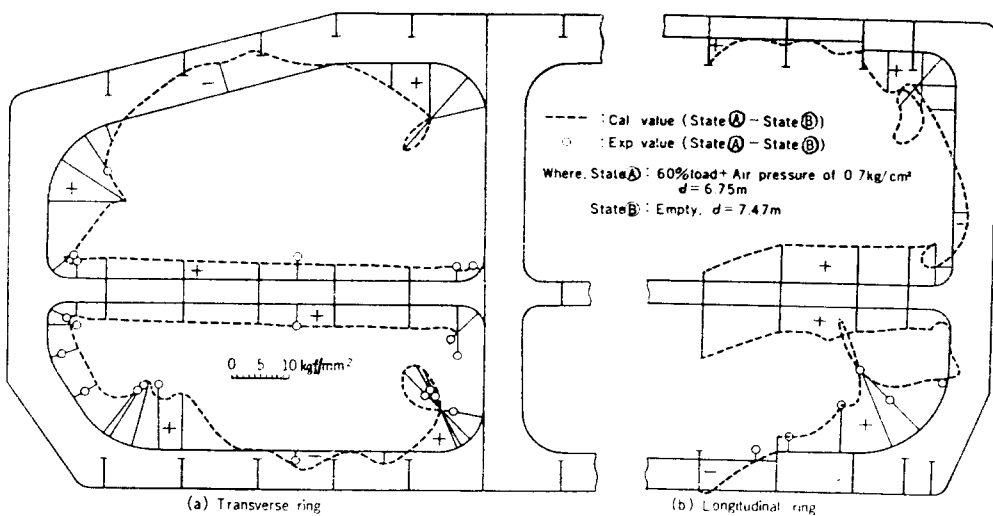 -----:Cal value (State Ⓐ - State Ⓑ)
○ :Exp value (State Ⓐ - State Ⓑ)
Where, State Ⓐ : 60%load+ Air pressure of 0.7kg/cm²
d = 6.75m
State Ⓑ : Empty, d = 7.47m
+
-
+
+
+
+
+
-
+
+
+
-
+
+
+
-
0 5 10 kgf/mm²
(a) Transverse ring
(b) Longitudinal ring